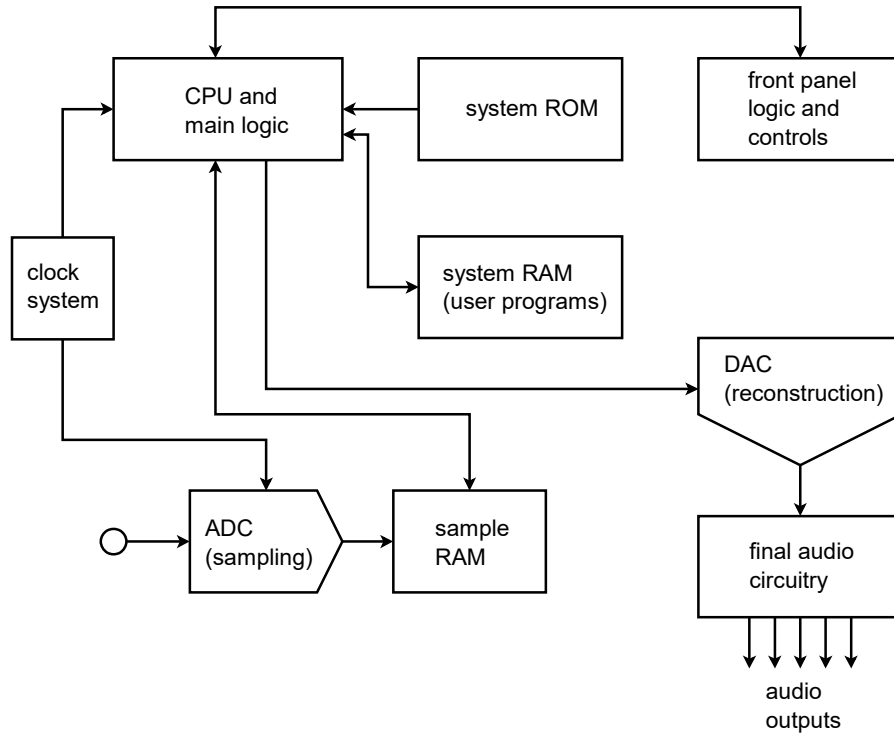 CPU and
main logic
system ROM
front panel
logic and
controls
clock
system
system RAM
(user programs)
DAC
(reconstruction)
ADC
(sampling)
sample
RAM
final audio
circuitry
audio
outputs